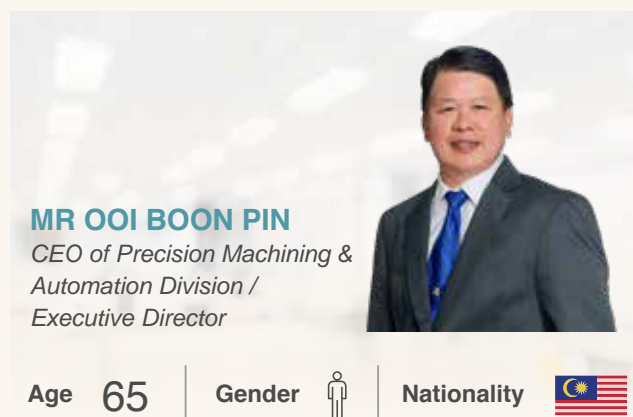 MR OOI BOON PIN
CEO of Precision Machining &
Automation Division /
Executive Director
Age 65 Gender Nationality